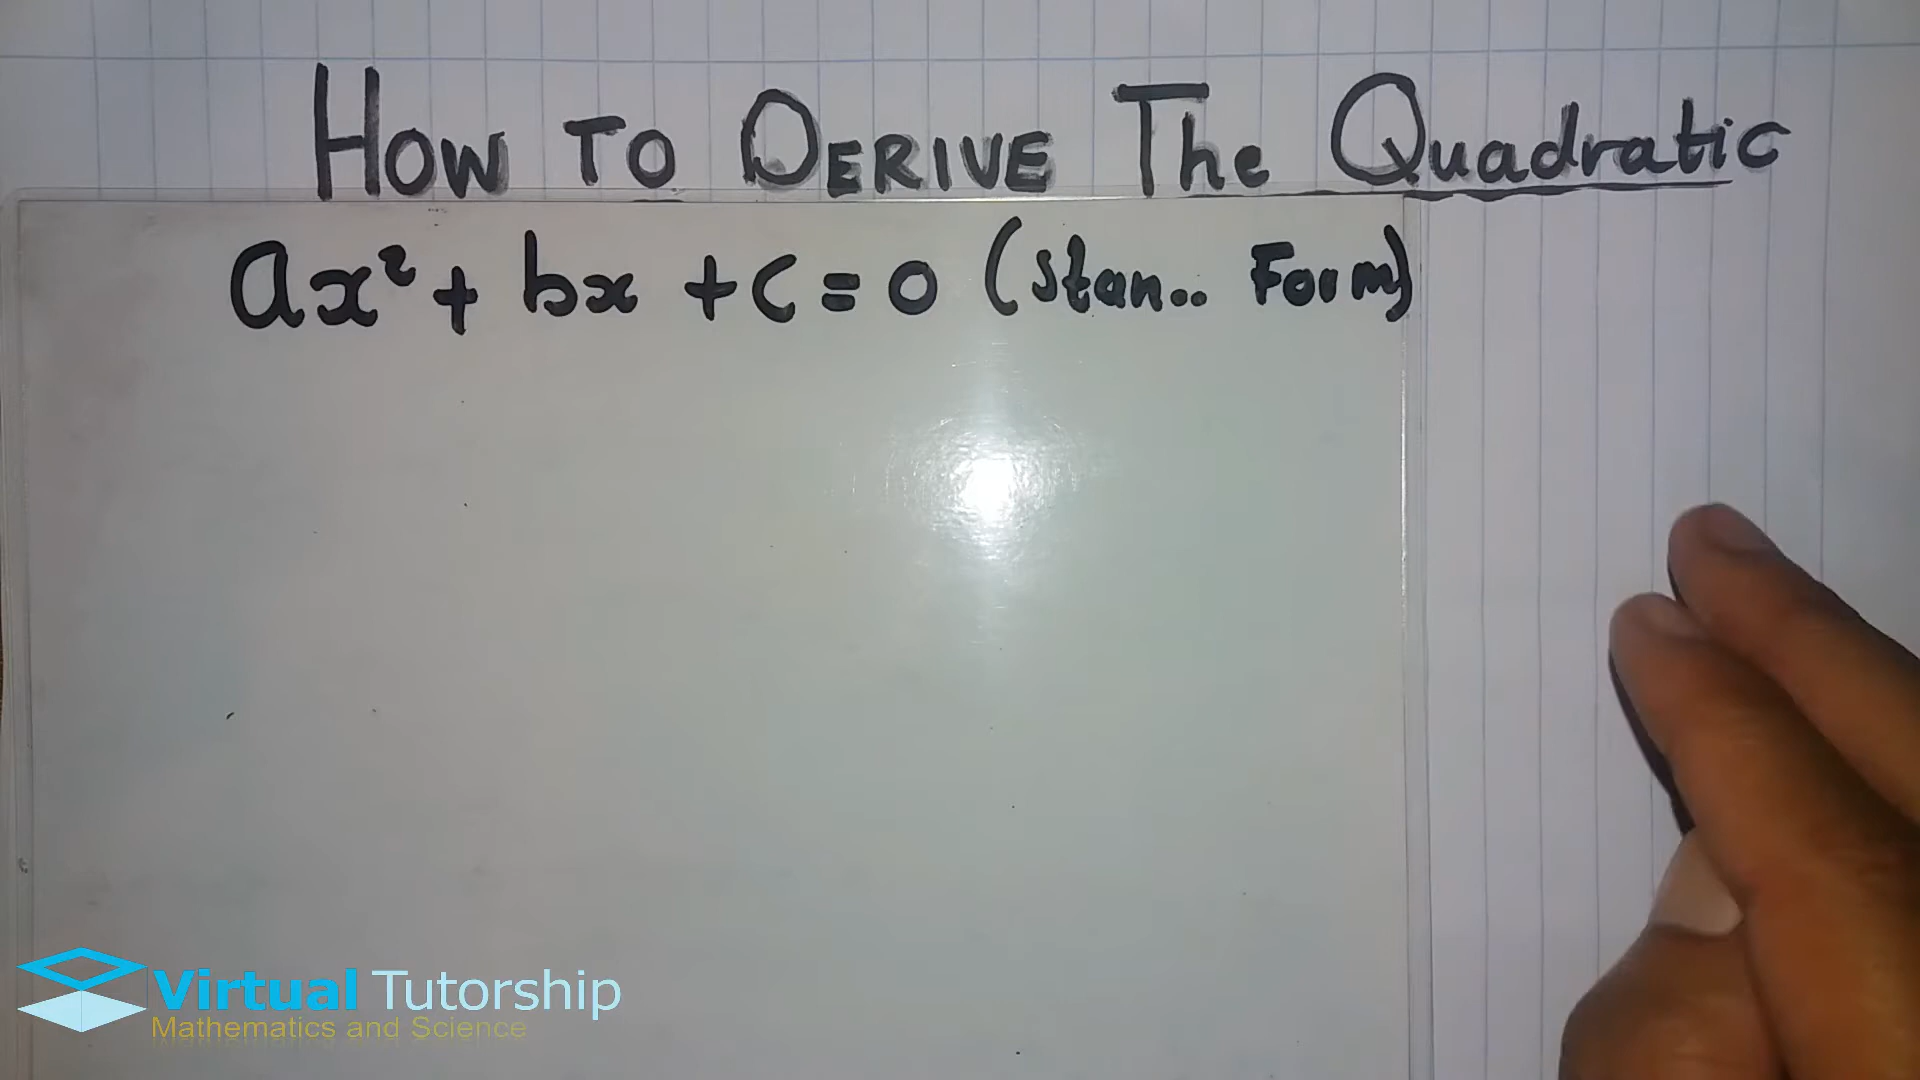 How TO DERIVE The Quadratic
ax² + bx + c = 0 (Stan.. Form)
Virtual Tutorship
Mathematics and Science